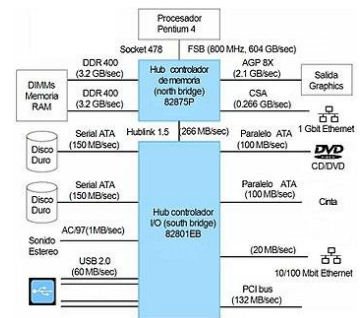 Procesador
Pentium 4
Socket 478
FSB (800 MHz, 604 GB/sec)
DDR 400
(3.2 GB/sec)
Hub controlador
de memoria
(north bridge)
82875P
AGP 8X
(2.1 GB/sec)
Salida
Graphics
DIMMs
Memoria
RAM
DDR 400
(3.2 GB/sec)
CSA
(0.266 GB/sec)
1 Gbit Ethernet
Hublink 1.5
(266 MB/sec)
Serial ATA
(150 MB/sec)
Disco
Duro
Paralelo ATA
(100 MB/sec)
DVD
CD/DVD
Serial ATA
(150 MB/sec)
Disco
Duro
Hub controlador
I/O (south bridge)
82801EB
Paralelo ATA
(100 MB/sec)
Cinta
AC/97(1MB/sec)
Sonido
Estereo
(20 MB/sec)
10/100 Mbit Ethernet
USB 2.0
(60 MB/sec)
PCI bus
(132 MB/sec)